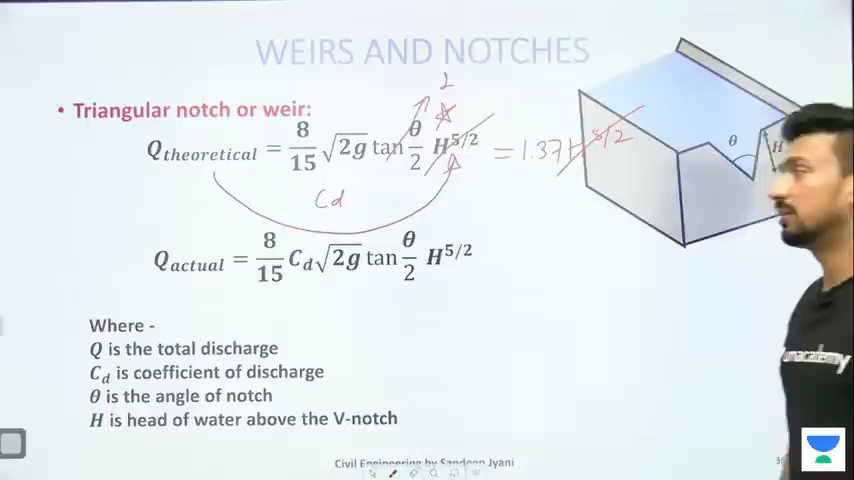 WEIRS AND NOTCHES
• Triangular notch or weir:
2
Q_theoretical = 8/15 √2g tan θ/2 H^5/2 = 1.37 H^5/2
Cd
Q_actual = 8/15 C_d √2g tan θ/2 H^5/2
θ
H
Where -
Q is the total discharge
C_d is coefficient of discharge
θ is the angle of notch
H is head of water above the V-notch
unacademy
Civil Engineering by Sandeep Jyani